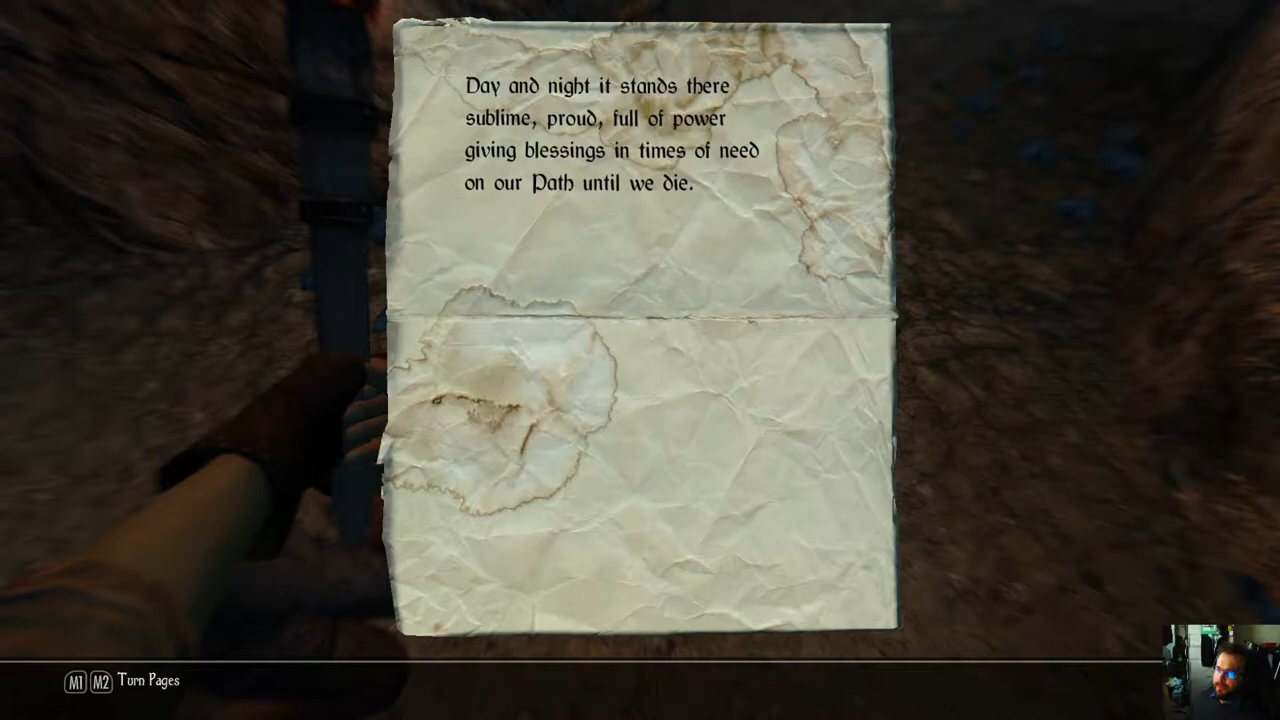 Day and night it stands there
sublime, proud, full of power
giving blessings in times of need
on our Path until we die.
M1 M2 Turn Pages